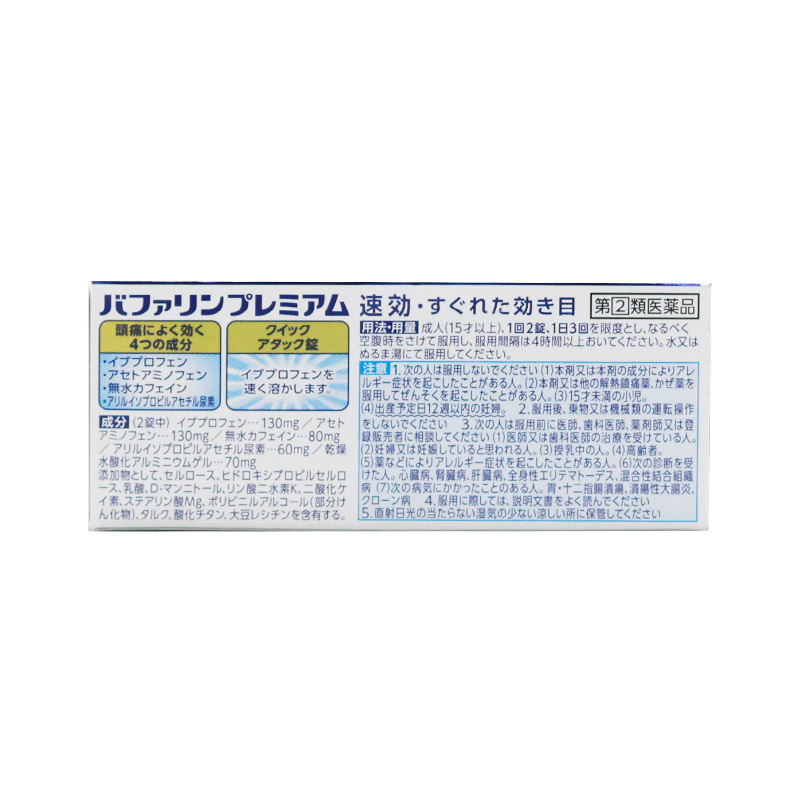 バファリンプレミアム
速効・すぐれた効き目
指②類医薬品
頭痛によく効く
4つの成分
・イブプロフェン
・アセトアミノフェン
・無水カフェイン
・アリルイソプロピルアセチル尿素
クイック
アタック錠
イブプロフェンを
速く溶かします。
成分 (2錠中) イブプロフェン…130mg/アセト
アミノフェン…130mg/無水カフェイン…80mg
/アリルイソプロピルアセチル尿素…60mg/乾燥
水酸化アルミニウムゲル…70mg
添加物として、セルロース、ヒドロキシプロピルセルロ
ース、乳酸、D-マンニトール、リン酸二水素K、二酸化ケ
イ素、ステアリン酸Mg、ポリビニルアルコール(部分け
ん化物)、タルク、酸化チタン、大豆レシチンを含有する。
用法・用量 成人(15才以上)、1回2錠、1日3回を限度とし、なるべく
空腹時をさけて服用し、服用間隔は4時間以上おいてください。水又は
ぬるま湯にて服用してください。
注意 1. 次の人は服用しないでください (1)本剤又は本剤の成分によりアレ
ルギー症状を起こしたことがある人。(2)本剤又は他の解熱鎮痛薬、かぜ薬を
服用してぜんそくを起こしたことがある人。(3)15才未満の小児。
(4)出産予定日12週以内の妊婦。 2. 服用後、乗物又は機械類の運転操作
をしないでください 3. 次の人は服用前に医師、歯科医師、薬剤師又は登
録販売者に相談してください (1)医師又は歯科医師の治療を受けている人。
(2)妊婦又は妊娠していると思われる人。(3)授乳中の人。(4)高齢者。
(5)薬などによりアレルギー症状を起こしたことがある人。(6)次の診断を受
けた人。心臓病、腎臓病、肝臓病、全身性エリテマトーデス、混合性結合組織
病 (7)次の病気にかかったことのある人。胃・十二指腸潰瘍、潰瘍性大腸炎、
クローン病 4. 服用に際しては、説明文書をよく読んでください
5. 直射日光の当たらない湿気の少ない涼しい所に保管してください